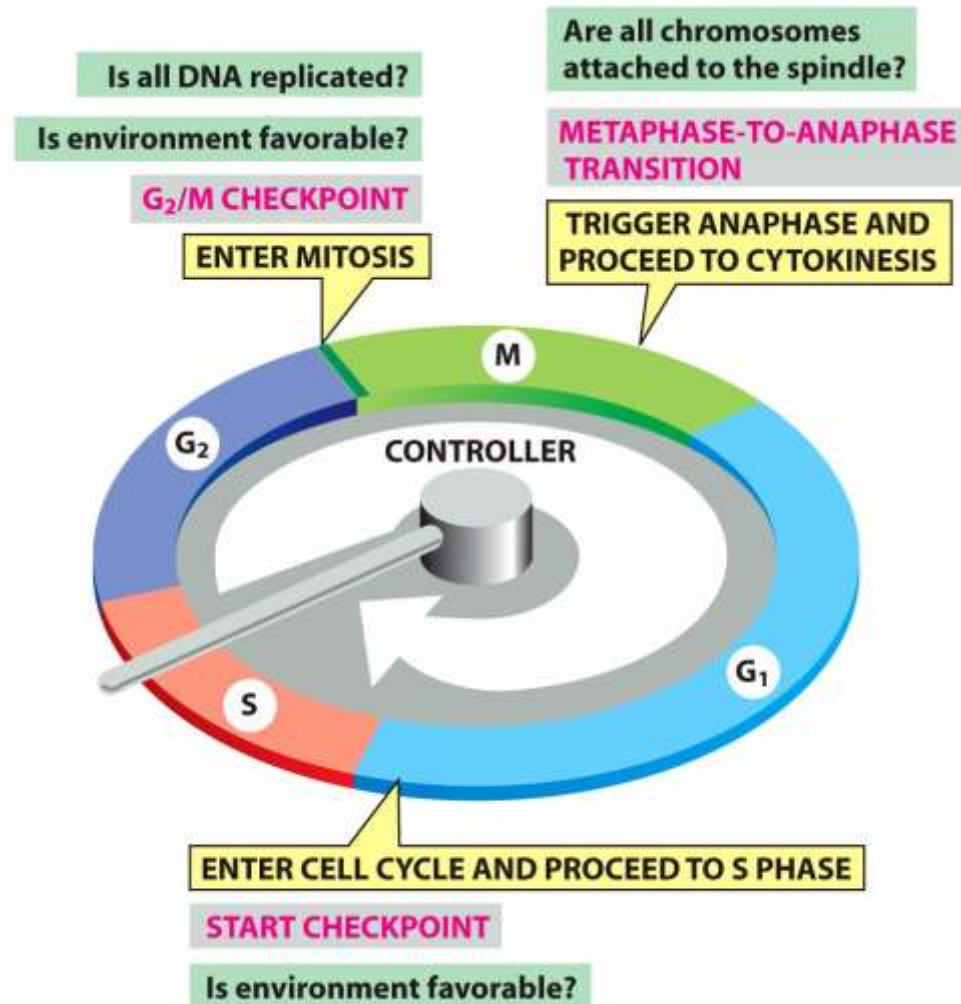 Is all DNA replicated?
Is environment favorable?
G₂/M CHECKPOINT
ENTER MITOSIS
Are all chromosomes
attached to the spindle?
METAPHASE-TO-ANAPHASE
TRANSITION
TRIGGER ANAPHASE AND
PROCEED TO CYTOKINESIS
M
G₂
CONTROLLER
S
G₁
ENTER CELL CYCLE AND PROCEED TO S PHASE
START CHECKPOINT
Is environment favorable?